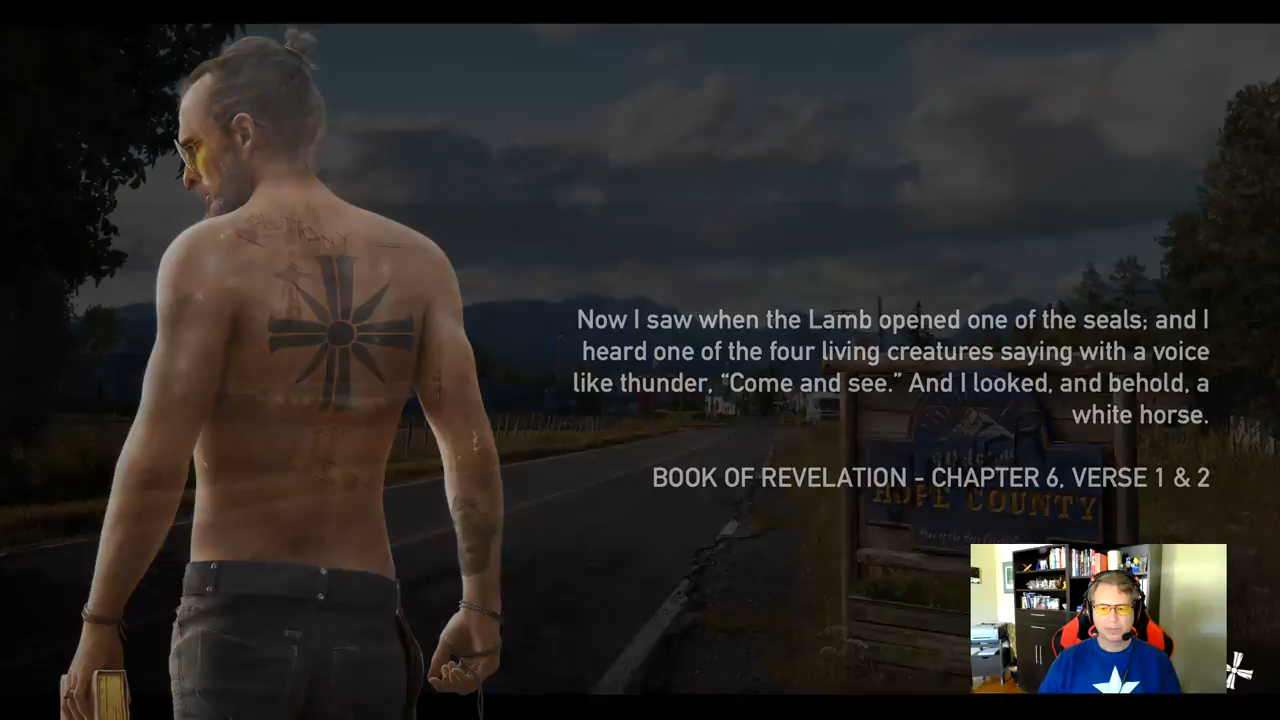 Now I saw when the Lamb opened one of the seals; and I
heard one of the four living creatures saying with a voice
like thunder, “Come and see.” And I looked, and behold, a
white horse.
BOOK OF REVELATION - CHAPTER 6, VERSE 1 & 2
Welcome
HOPE COUNTY